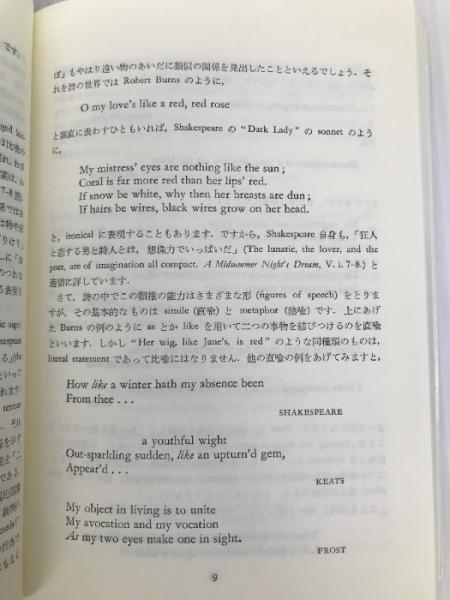 ぽ」もやはり遠い物のあいだに類似の関係を見出したことといえるでしょう．そ
れを詩の世界では Robert Burns のように，
O my love's like a red, red rose
と調直に表わすひともいれば，Shakespeare の "Dark Lady" の sonnet のよう
に，
My mistress' eyes are nothing like the sun;
Coral is far more red than her lips' red.
If snow be white, why then her breasts are dun;
If hairs be wires, black wires grow on her head.
と，ironical に表現することもあります．ですから，Shakespeare 自身も，「狂人
と恋する男と詩人とは，想像力でいっぱいだ」(The lunatic, the lover, and the
poet, are of imagination all compact. A Midsummer Night's Dream, V. i. 7-8.) と
適切に評しています．
さて，詩の中でこの類推の能力はさまざまな形 (figures of speech) をとりま
すが，その基本的なものは simile (直喩) と metaphor (隠喩) です．上にあげ
た Burns の例のように as とか like を用いて二つの事物を結びつけるのを直喩
といいます．しかし "Her wig, like Jane's, is red" のような同種類のものは，
literal statement であって比喩にはなりません．他の直喩の例をあげてみますと，
How like a winter hath my absence been
From thee . . .
SHAKESPEARE
a youthful wight
Out-sparkling sudden, like an upturn'd gem,
Appear'd . . .
KEATS
My object in living is to unite
My avocation and my vocation
As my two eyes make one in sight.
FROST
9